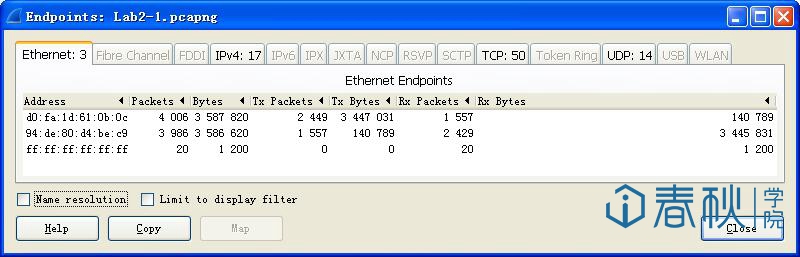 Endpoints: Lab2-1.pcapng
Ethernet: 3 Fibre Channel FDDI IPv4: 17 IPv6 IPX JXTA NCP RSVP SCTP TCP: 50 Token Ring UDP: 14 USB WLAN
Ethernet Endpoints
Address Packets Bytes Tx Packets Tx Bytes Rx Packets Rx Bytes
d0:fa:1d:61:0b:0c 4 006 3 587 820 2 449 3 447 031 1 557 140 789
94:de:80:d4:be:c9 3 986 3 586 620 1 557 140 789 2 429 3 445 831
ff:ff:ff:ff:ff:ff 20 1 200 0 0 20 1 200
Name resolution Limit to display filter
Help Copy Map Close
春秋学院